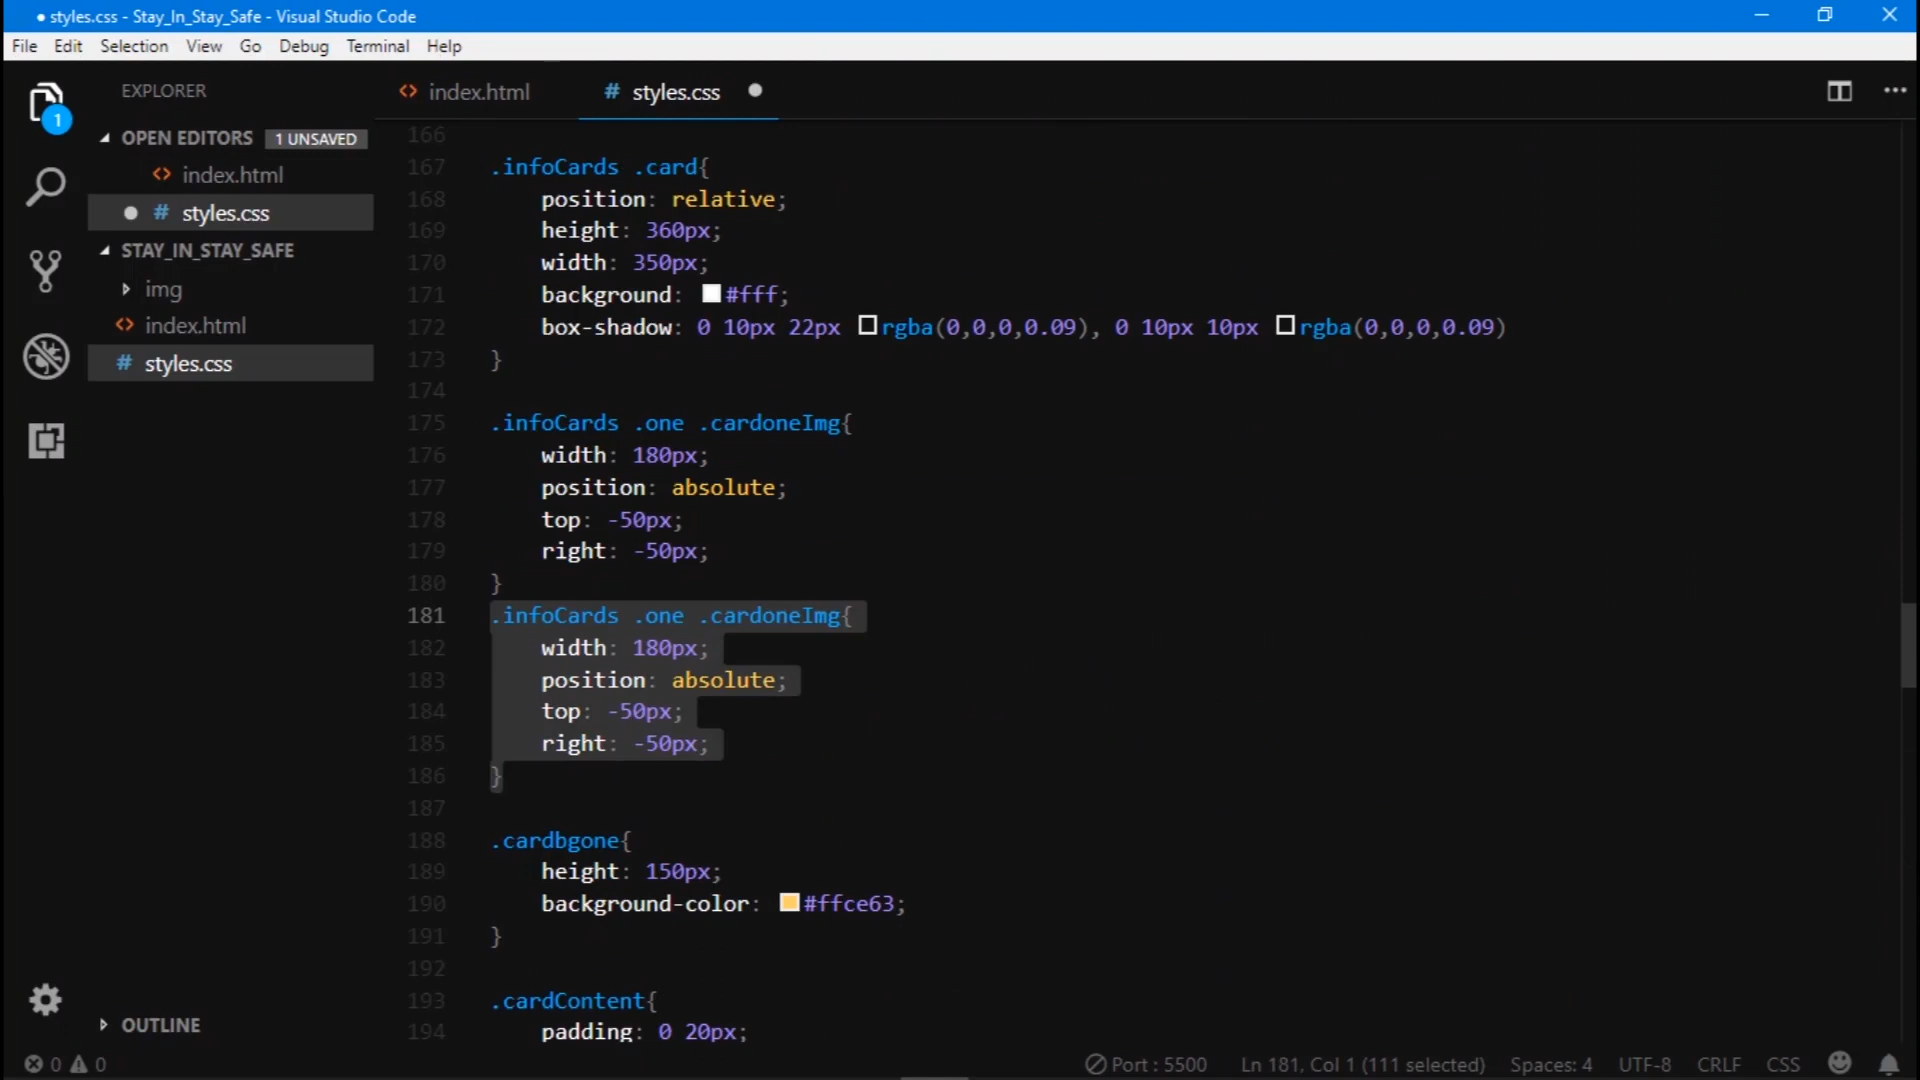 ● styles.css - Stay_In_Stay_Safe - Visual Studio Code
File Edit Selection View Go Debug Terminal Help
EXPLORER
OPEN EDITORS 1 UNSAVED
<> index.html
● # styles.css
STAY_IN_STAY_SAFE
img
<> index.html
# styles.css
OUTLINE
1
<> index.html # styles.css ●
166
167 .infoCards .card{
168     position: relative;
169     height: 360px;
170     width: 350px;
171     background: #fff;
172     box-shadow: 0 10px 22px rgba(0,0,0,0.09), 0 10px 10px rgba(0,0,0,0.09)
173 }
174
175 .infoCards .one .cardoneImg{
176     width: 180px;
177     position: absolute;
178     top: -50px;
179     right: -50px;
180 }
181 .infoCards .one .cardoneImg{
182     width: 180px;
183     position: absolute;
184     top: -50px;
185     right: -50px;
186 }
187
188 .cardbgone{
189     height: 150px;
190     background-color: #ffce63;
191 }
192
193 .cardContent{
194     padding: 0 20px;
0 0 Port : 5500 Ln 181, Col 1 (111 selected) Spaces: 4 UTF-8 CRLF CSS